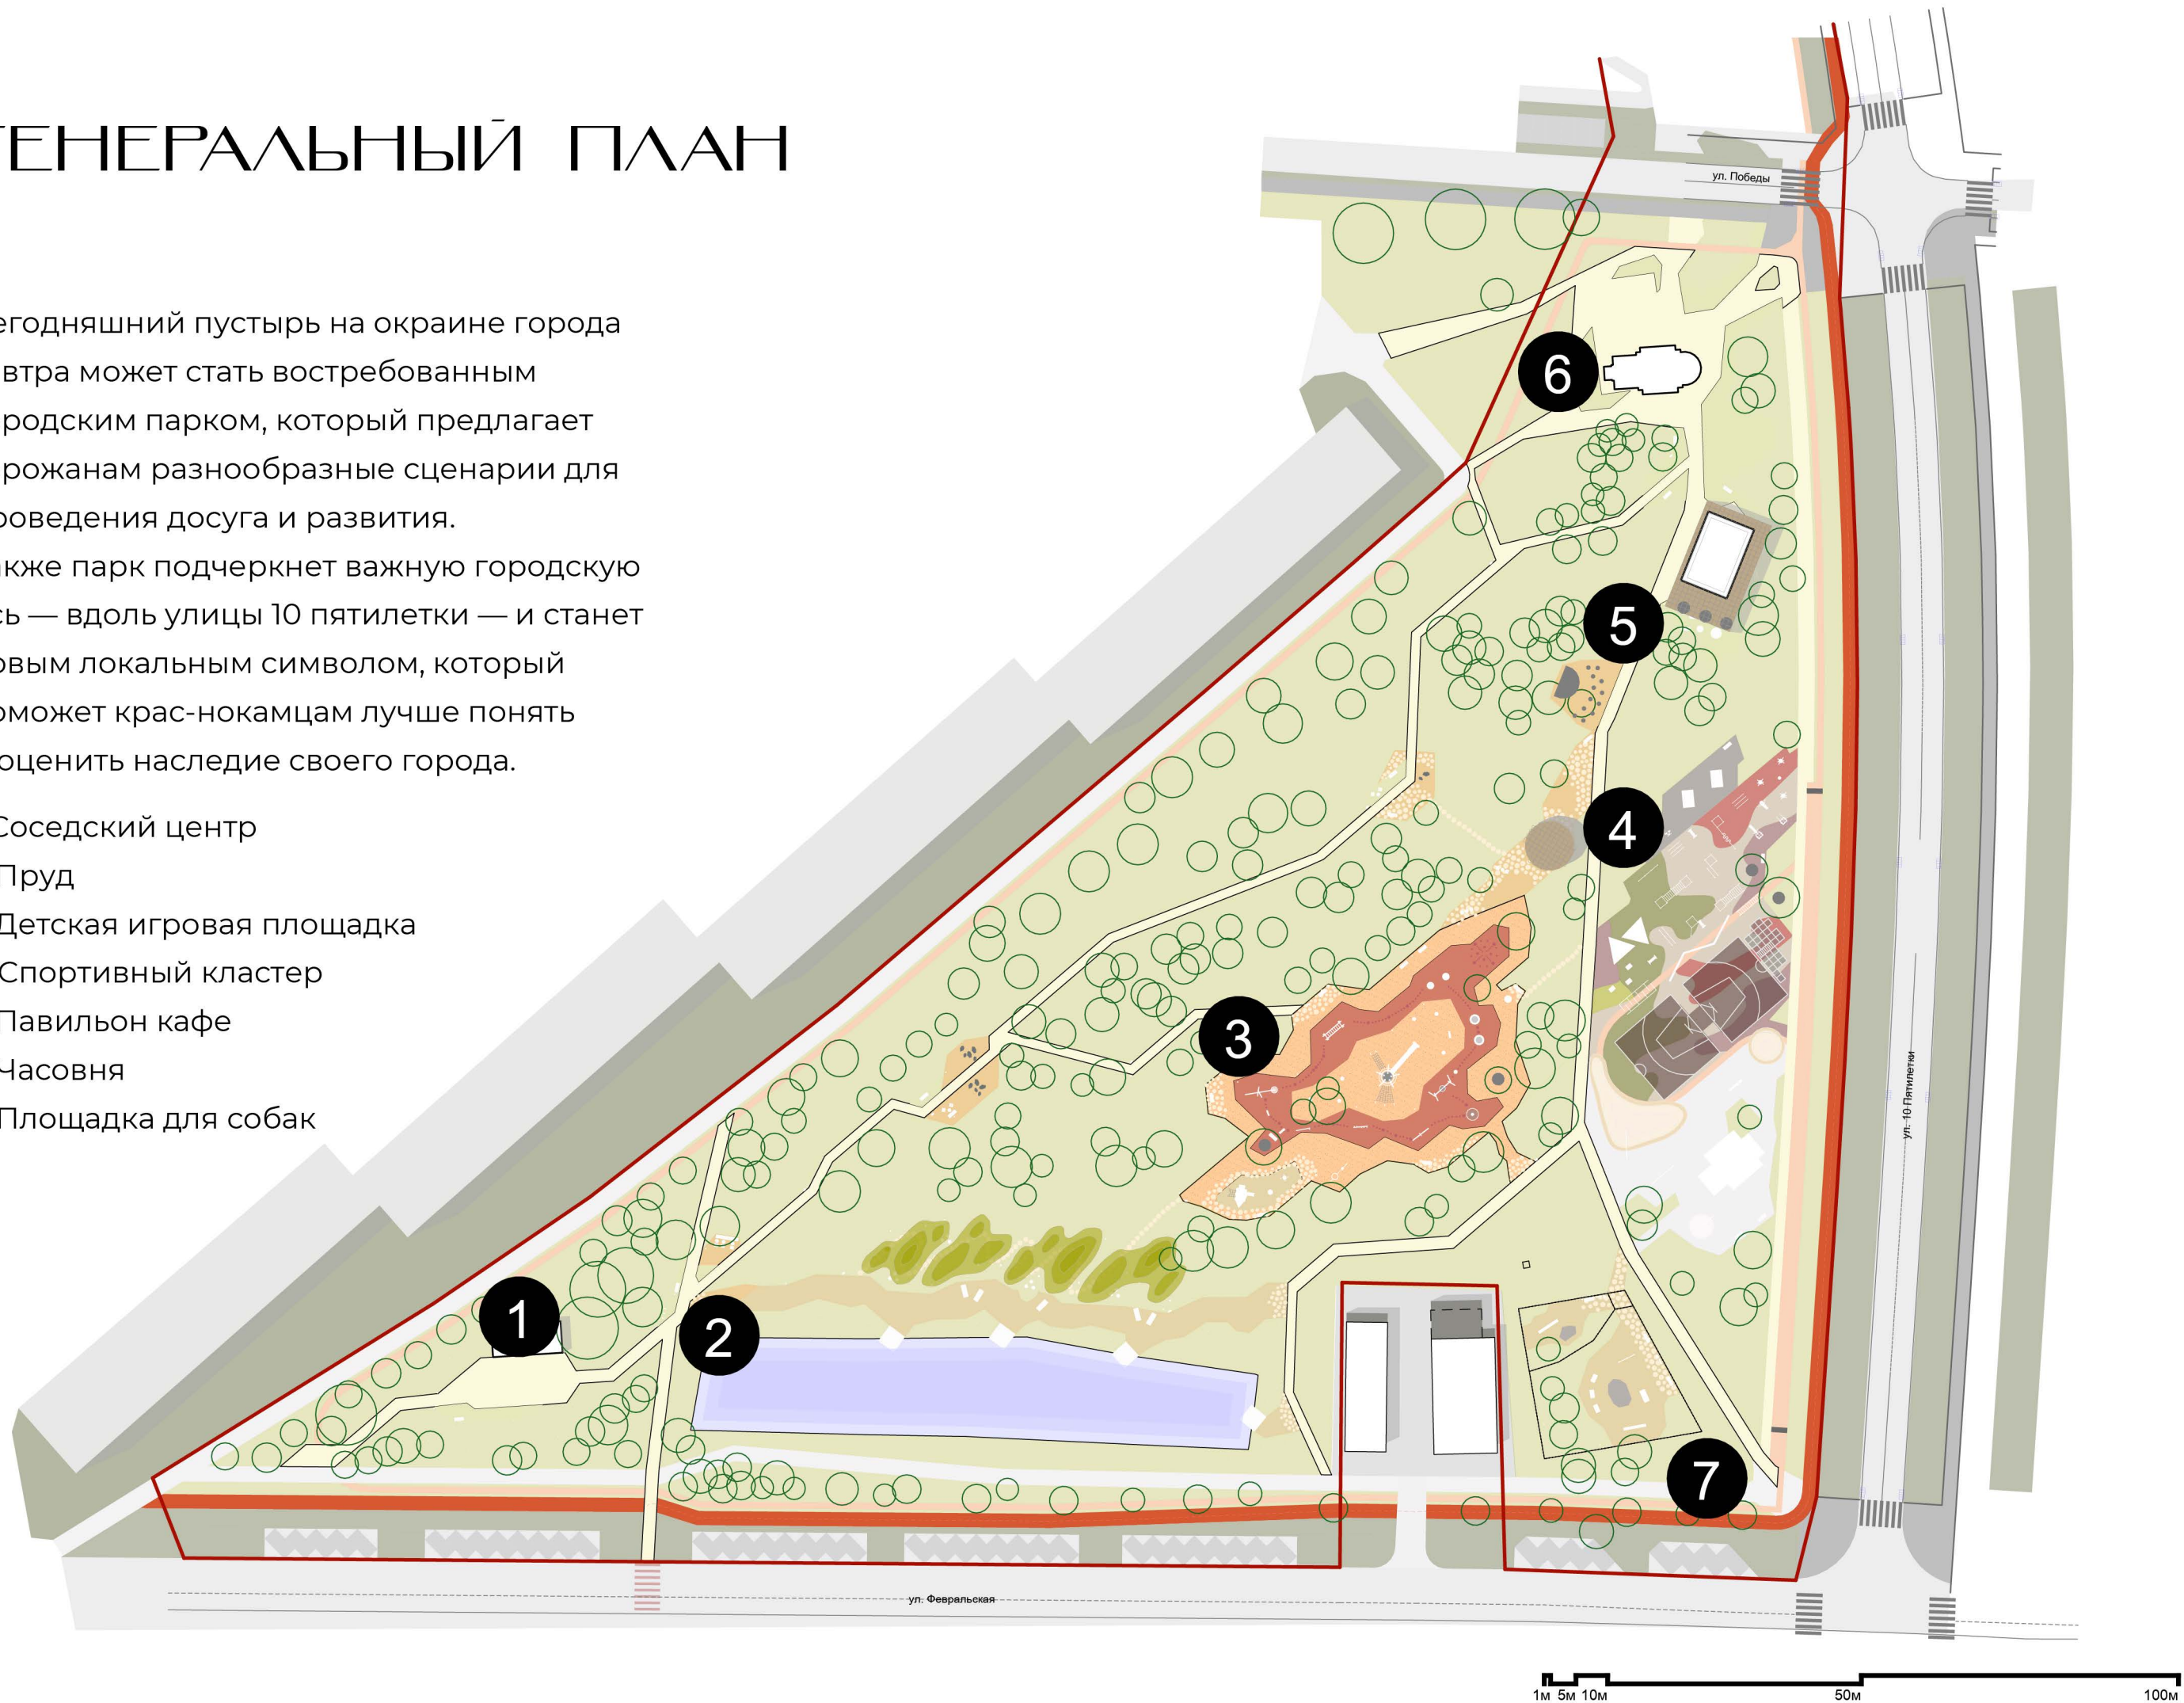 ГЕНЕРАЛЬНЫЙ ПЛАН
егодняшний пустырь на окраине города
втра может стать востребованным
родским парком, который предлагает
рожанам разнообразные сценарии для
роведения досуга и развития.
акже парк подчеркнет важную городскую
сь — вдоль улицы 10 пятилетки — и станет
овым локальным символом, который
оможет крас-нокамцам лучше понять
оценить наследие своего города.
Соседский центр
Пруд
Детская игровая площадка
Спортивный кластер
Павильон кафе
Часовня
Площадка для собак
ул. Победы
6
5
4
3
ул. 10 Пятилетки
1
2
7
ул. Февральская
1м 5м 10м 50м 100м